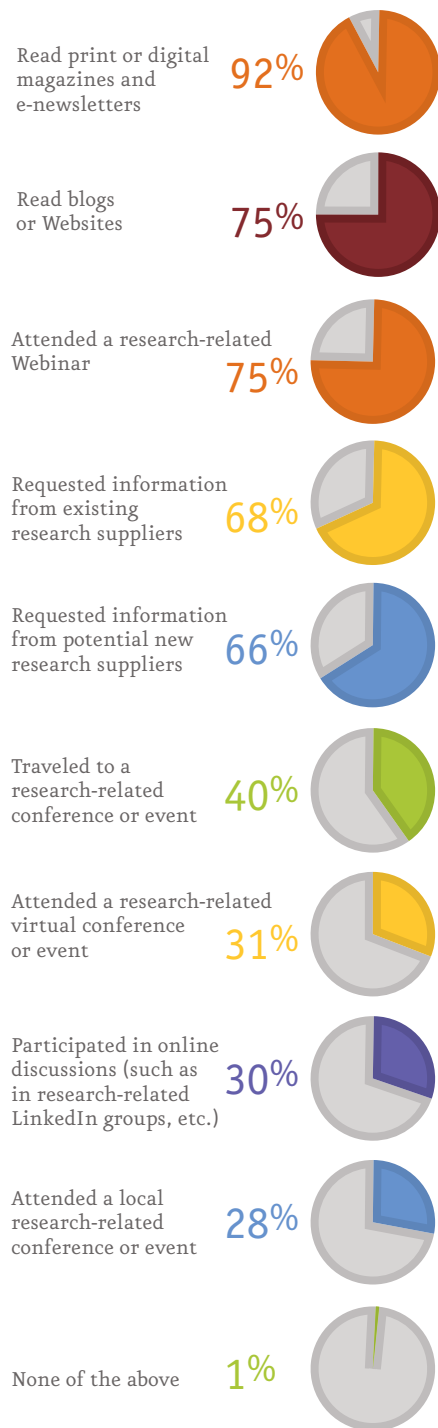 Read print or digital
magazines and
e-newsletters
92%
Read blogs
or Websites
75%
Attended a research-related
Webinar
75%
Requested information
from existing
research suppliers
68%
Requested information
from potential new
research suppliers
66%
Traveled to a
research-related
conference or event
40%
Attended a research-related
virtual conference
or event
31%
Participated in online
discussions (such as
in research-related
LinkedIn groups, etc.)
30%
Attended a local
research-related
conference or event
28%
None of the above
1%